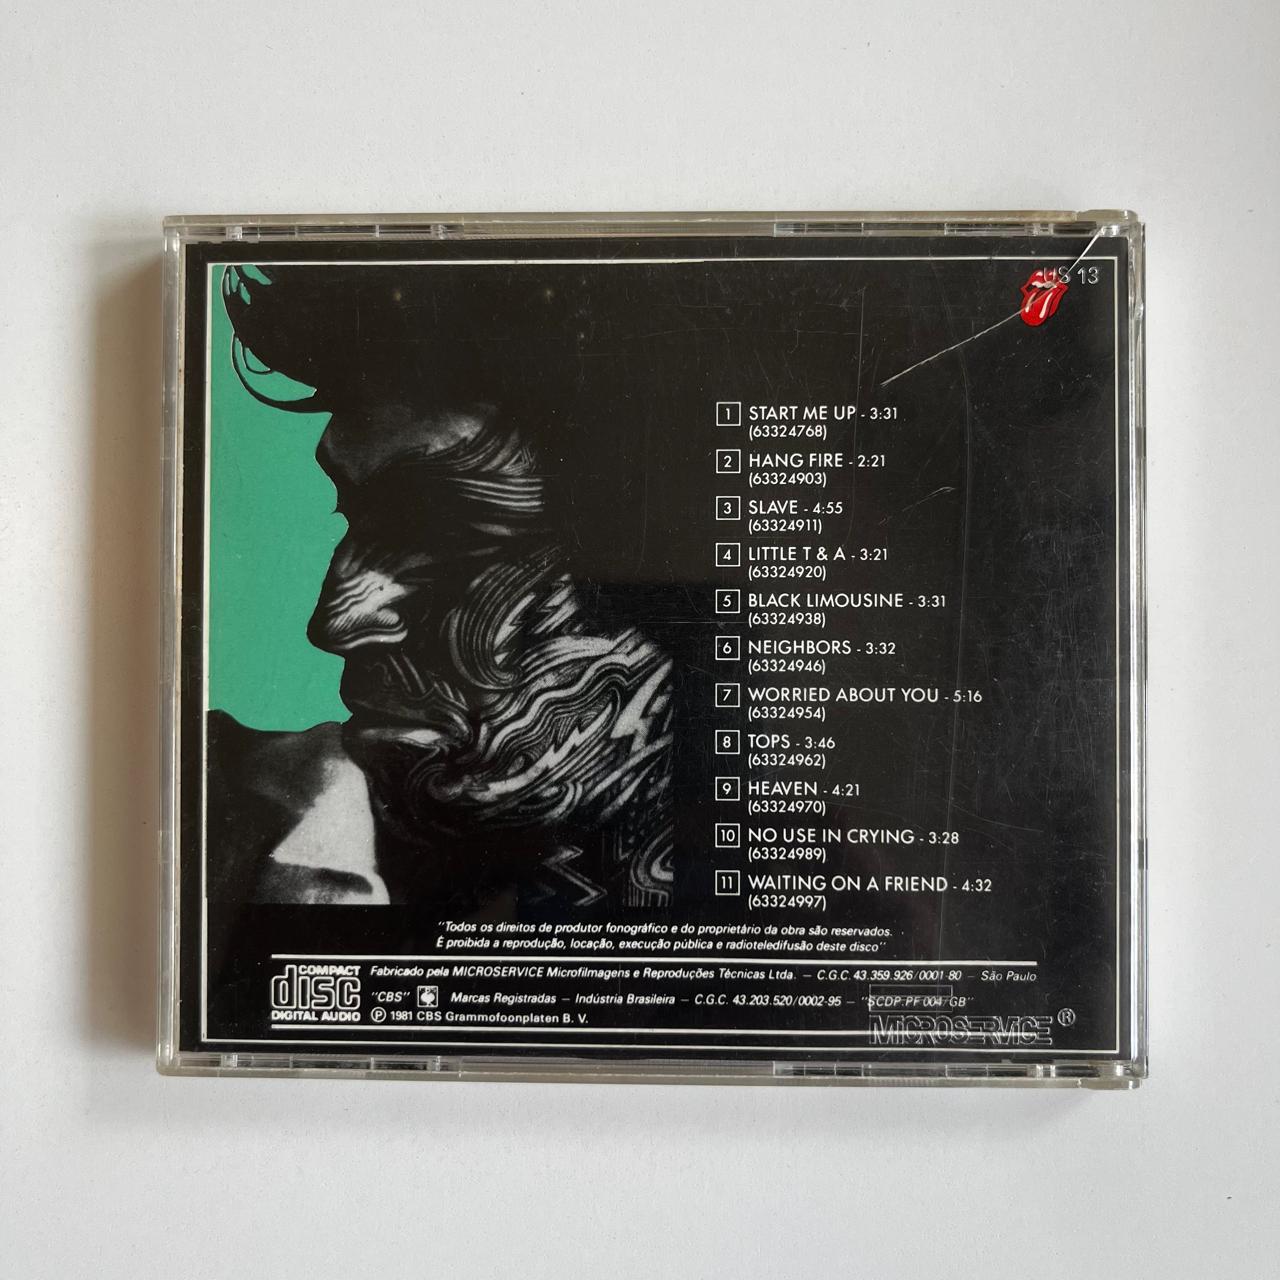 US 13
1 START ME UP - 3:31
(63324768)
2 HANG FIRE - 2:21
(63324903)
3 SLAVE - 4:55
(63324911)
4 LITTLE T & A - 3:21
(63324920)
5 BLACK LIMOUSINE - 3:31
(63324938)
6 NEIGHBORS - 3:32
(63324946)
7 WORRIED ABOUT YOU - 5:16
(63324954)
8 TOPS - 3:46
(63324962)
9 HEAVEN - 4:21
(63324970)
10 NO USE IN CRYING - 3:28
(63324989)
11 WAITING ON A FRIEND - 4:32
(63324997)
"Todos os direitos de produtor fonográfico e do proprietário da obra são reservados.
É proibida a reprodução, locação, execução pública e radioteledifusão deste disco"
COMPACT
disc
DIGITAL AUDIO
Fabricado pela MICROSERVICE Microfilmagens e Reproduções Técnicas Ltda. — C.G.C. 43.359.926/0001-80 — São Paulo
"CBS" Marcas Registradas — Indústria Brasileira — C.G.C. 43.203.520/0002-95 — "SCDP.PF 004/GB"
℗ 1981 CBS Grammofoonplaten B. V.
MICROSERVICE ®